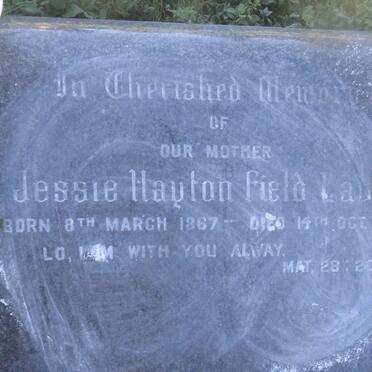 In Cherished Memor
OF
OUR MOTHER
Jessie Hayton Field
BORN 8TH MARCH 1867 – DIED 14TH OCT
LO, I AM WITH YOU ALWAY.
MAT. 28: 20